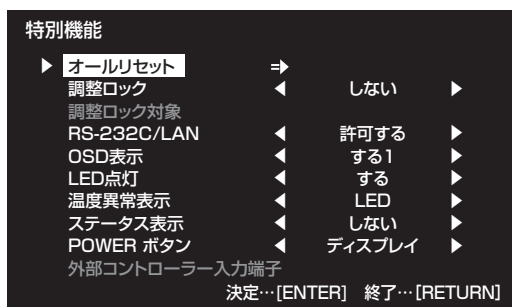 特別機能
▶ オールリセット =▶
調整ロック ◀ しない ▶
調整ロック対象
RS-232C/LAN ◀ 許可する ▶
OSD表示 ◀ する1 ▶
LED点灯 ◀ する ▶
温度異常表示 ◀ LED ▶
ステータス表示 ◀ しない ▶
POWER ボタン ◀ ディスプレイ ▶
外部コントローラー入力端子
決定…[ENTER] 終了…[RETURN]